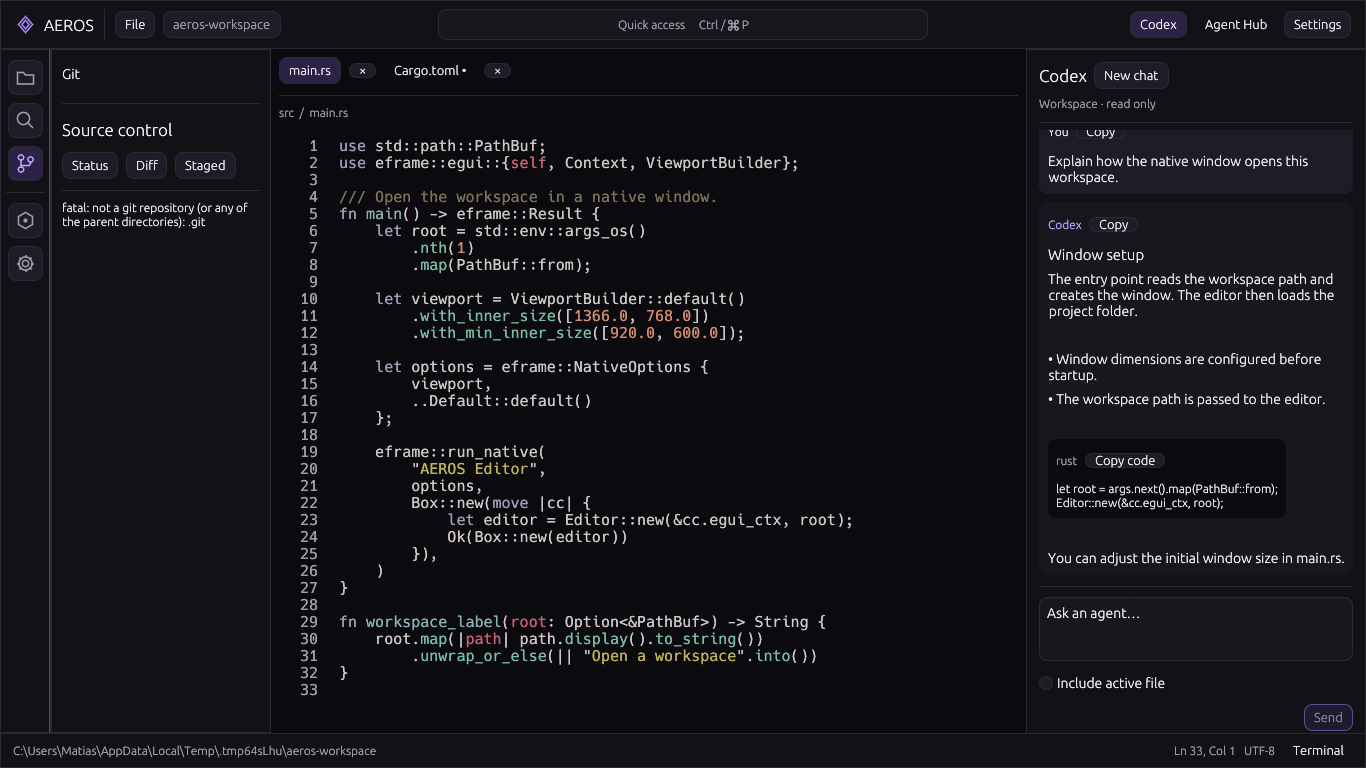 AEROS File aeros-workspace Quick access Ctrl/⌘P Codex Agent Hub Settings
Git
Source control
Status Diff Staged
fatal: not a git repository (or any of
the parent directories): .git
main.rs × Cargo.toml • ×
src / main.rs
1 use std::path::PathBuf;
2 use eframe::egui::{self, Context, ViewportBuilder};
3
4 /// Open the workspace in a native window.
5 fn main() -> eframe::Result {
6     let root = std::env::args_os()
7         .nth(1)
8         .map(PathBuf::from);
9
10     let viewport = ViewportBuilder::default()
11         .with_inner_size([1366.0, 768.0])
12         .with_min_inner_size([920.0, 600.0]);
13
14     let options = eframe::NativeOptions {
15         viewport,
16         ..Default::default()
17     };
18
19     eframe::run_native(
20         "AEROS Editor",
21         options,
22         Box::new(move |cc| {
23             let editor = Editor::new(&cc.egui_ctx, root);
24             Ok(Box::new(editor))
25         }),
26     )
27 }
28
29 fn workspace_label(root: Option<&PathBuf>) -> String {
30     root.map(|path| path.display().to_string())
31         .unwrap_or_else(|| "Open a workspace".into())
32 }
33
Codex New chat
Workspace · read only
You Copy
Explain how the native window opens this
workspace.
Codex Copy
Window setup
The entry point reads the workspace path and
creates the window. The editor then loads the
project folder.
• Window dimensions are configured before
startup.
• The workspace path is passed to the editor.
rust Copy code
let root = args.next().map(PathBuf::from);
Editor::new(&cc.egui_ctx, root);
You can adjust the initial window size in main.rs.
Ask an agent…
Include active file
Send
C:\Users\Matias\AppData\Local\Temp\.tmp64sLhu\aeros-workspace Ln 33, Col 1 UTF-8 Terminal